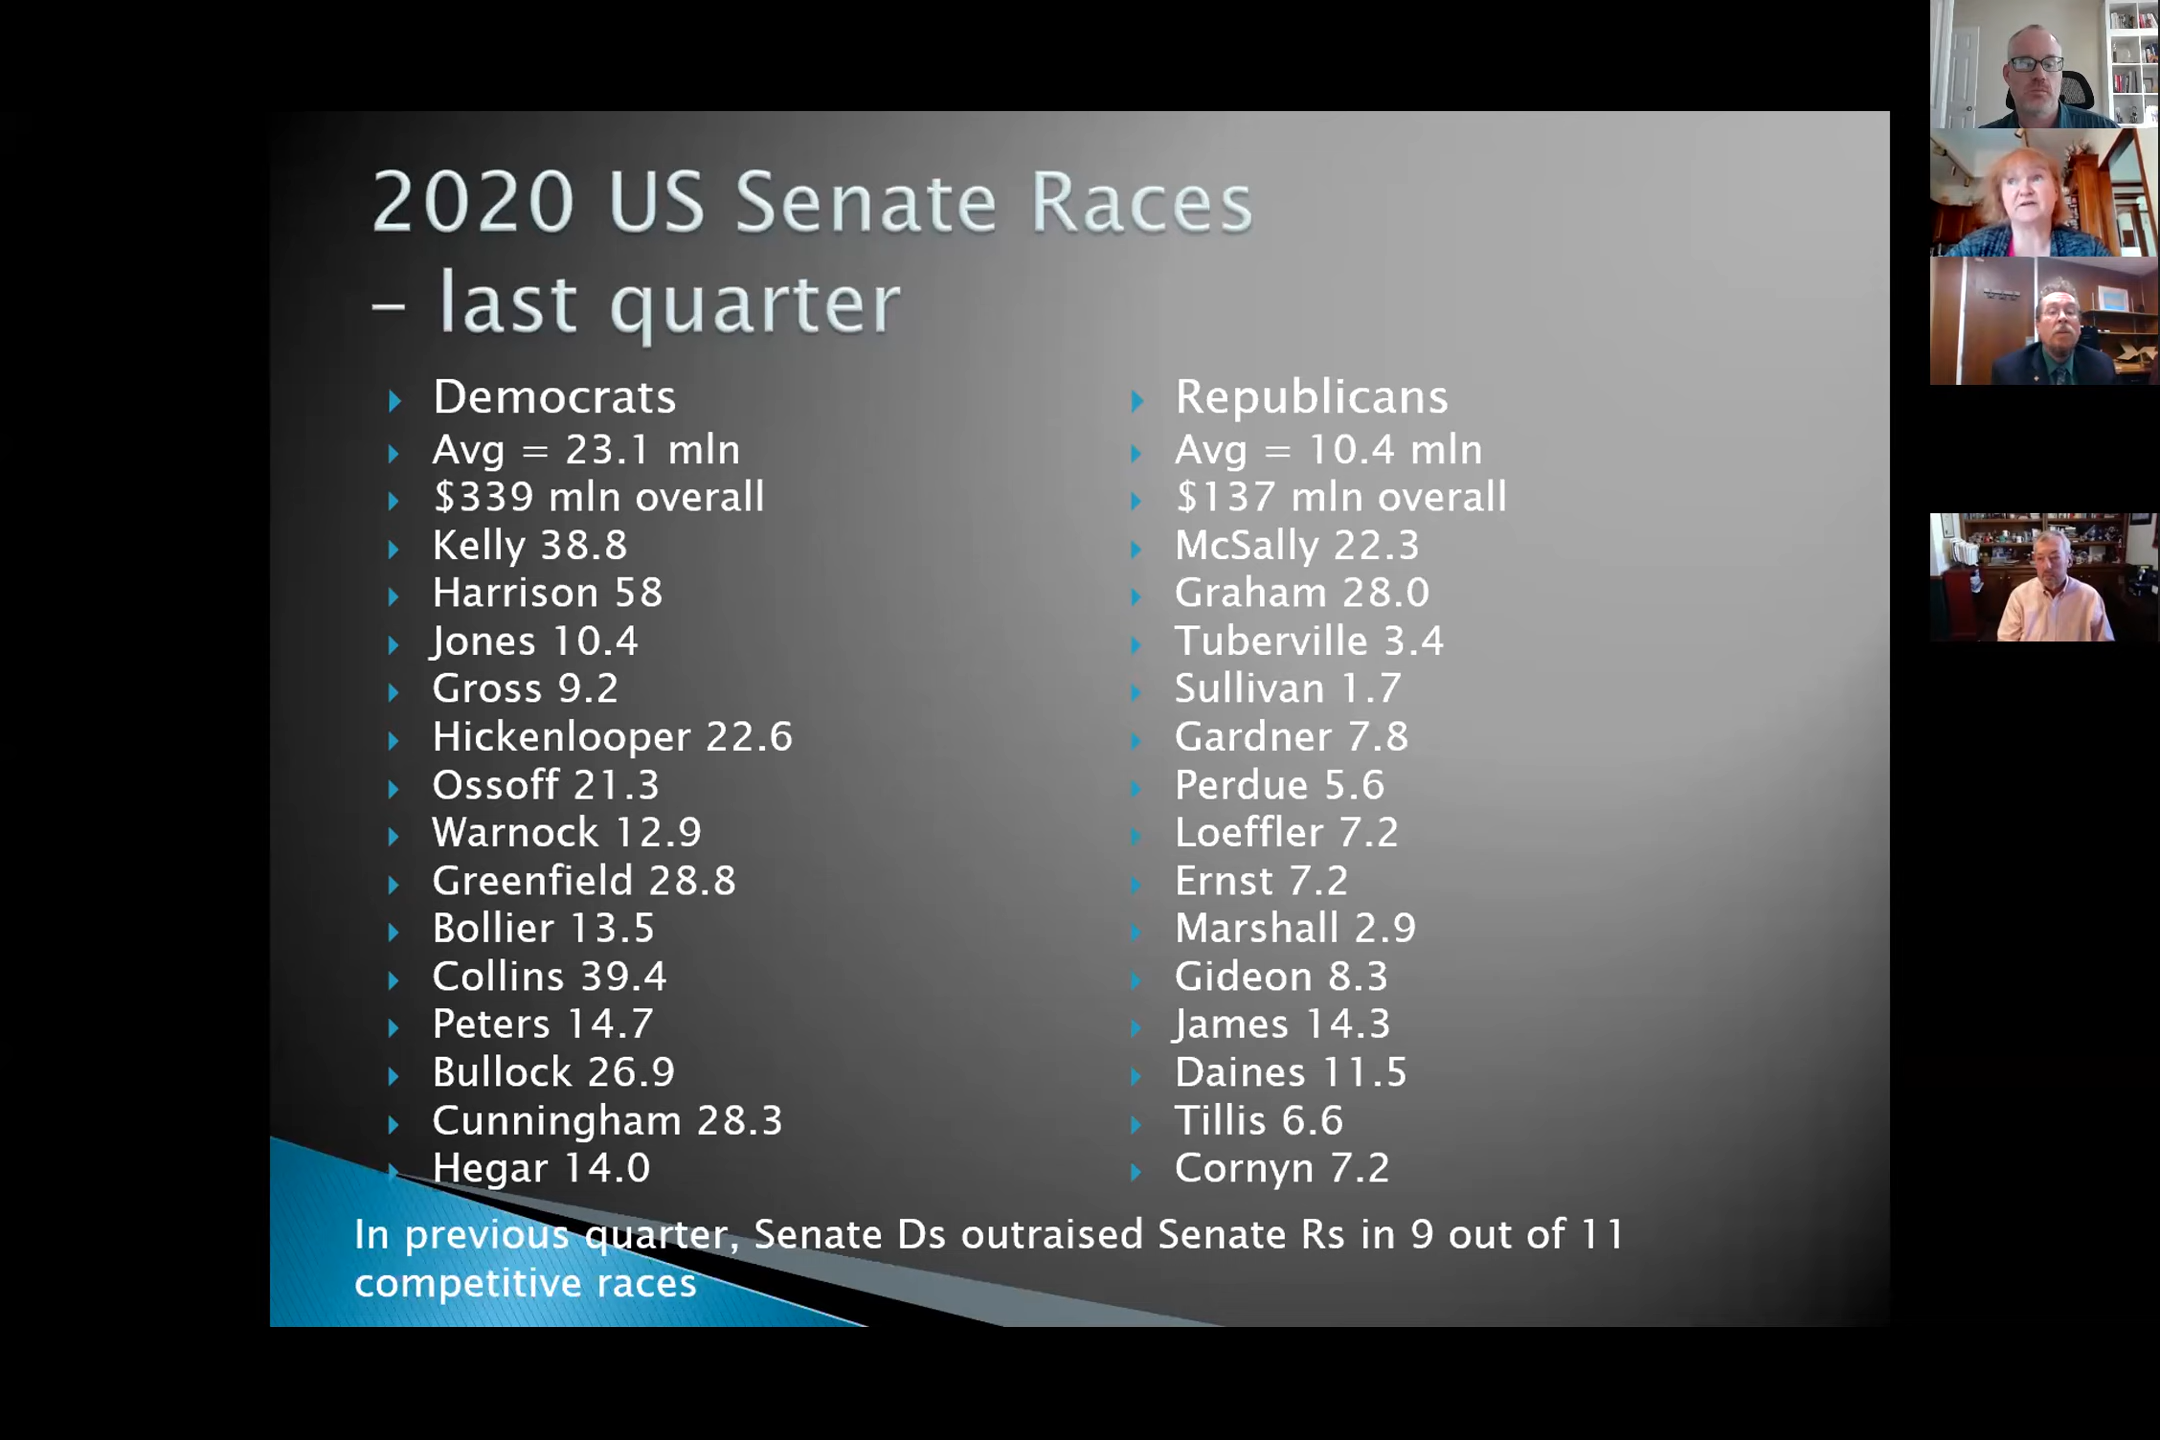 2020 US Senate Races
– last quarter
Democrats
Avg = 23.1 mln
$339 mln overall
Kelly 38.8
Harrison 58
Jones 10.4
Gross 9.2
Hickenlooper 22.6
Ossoff 21.3
Warnock 12.9
Greenfield 28.8
Bollier 13.5
Collins 39.4
Peters 14.7
Bullock 26.9
Cunningham 28.3
Hegar 14.0
Republicans
Avg = 10.4 mln
$137 mln overall
McSally 22.3
Graham 28.0
Tuberville 3.4
Sullivan 1.7
Gardner 7.8
Perdue 5.6
Loeffler 7.2
Ernst 7.2
Marshall 2.9
Gideon 8.3
James 14.3
Daines 11.5
Tillis 6.6
Cornyn 7.2
In previous quarter, Senate Ds outraised Senate Rs in 9 out of 11
competitive races